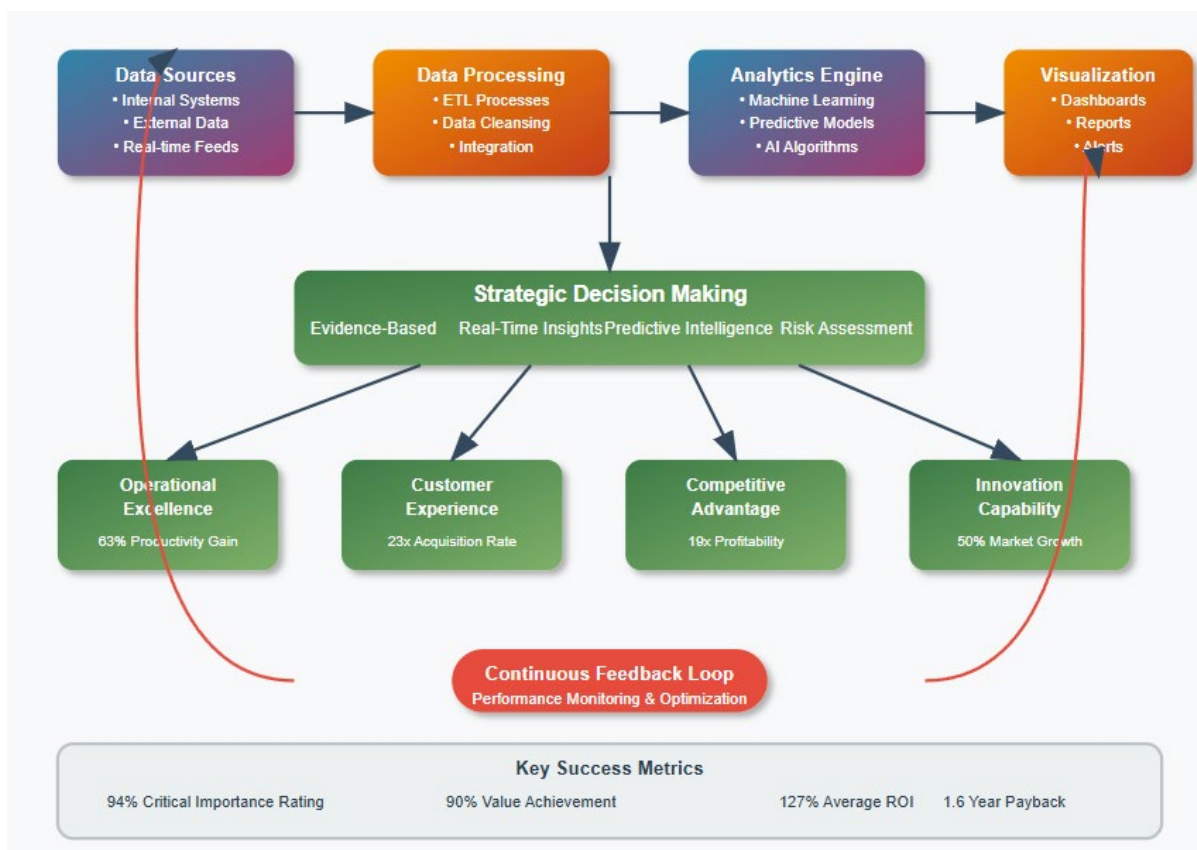 Data Sources
• Internal Systems
• External Data
• Real-time Feeds
Data Processing
• ETL Processes
• Data Cleansing
• Integration
Analytics Engine
• Machine Learning
• Predictive Models
• AI Algorithms
Visualization
• Dashboards
• Reports
• Alerts
Strategic Decision Making
Evidence-Based Real-Time Insights Predictive Intelligence Risk Assessment
Operational
Excellence
63% Productivity Gain
Customer
Experience
23x Acquisition Rate
Competitive
Advantage
19x Profitability
Innovation
Capability
50% Market Growth
Continuous Feedback Loop
Performance Monitoring & Optimization
Key Success Metrics
94% Critical Importance Rating 90% Value Achievement 127% Average ROI 1.6 Year Payback